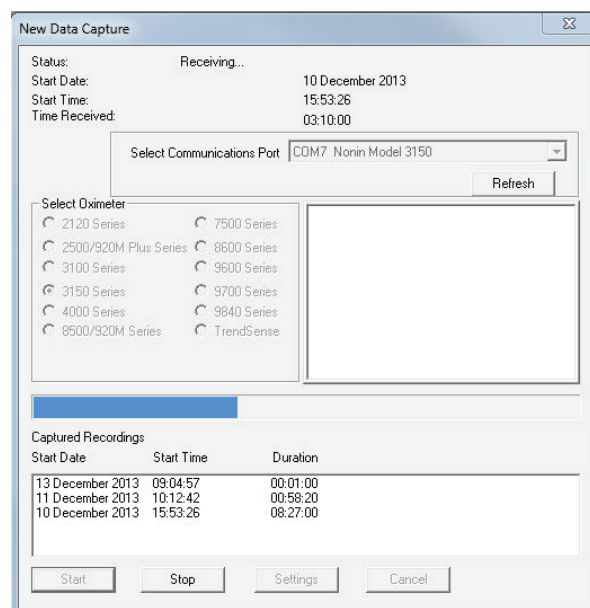 New Data Capture
Status: Receiving...
Start Date: 10 December 2013
Start Time: 15:53:26
Time Received: 03:10:00
Select Communications Port COM7 Nonin Model 3150
Refresh
Select Oximeter
2120 Series 7500 Series
2500/920M Plus Series 8600 Series
3100 Series 9600 Series
3150 Series 9700 Series
4000 Series 9840 Series
8500/920M Series TrendSense
Captured Recordings
Start Date Start Time Duration
13 December 2013 09:04:57 00:01:00
11 December 2013 10:12:42 00:58:20
10 December 2013 15:53:26 08:27:00
Start Stop Settings Cancel